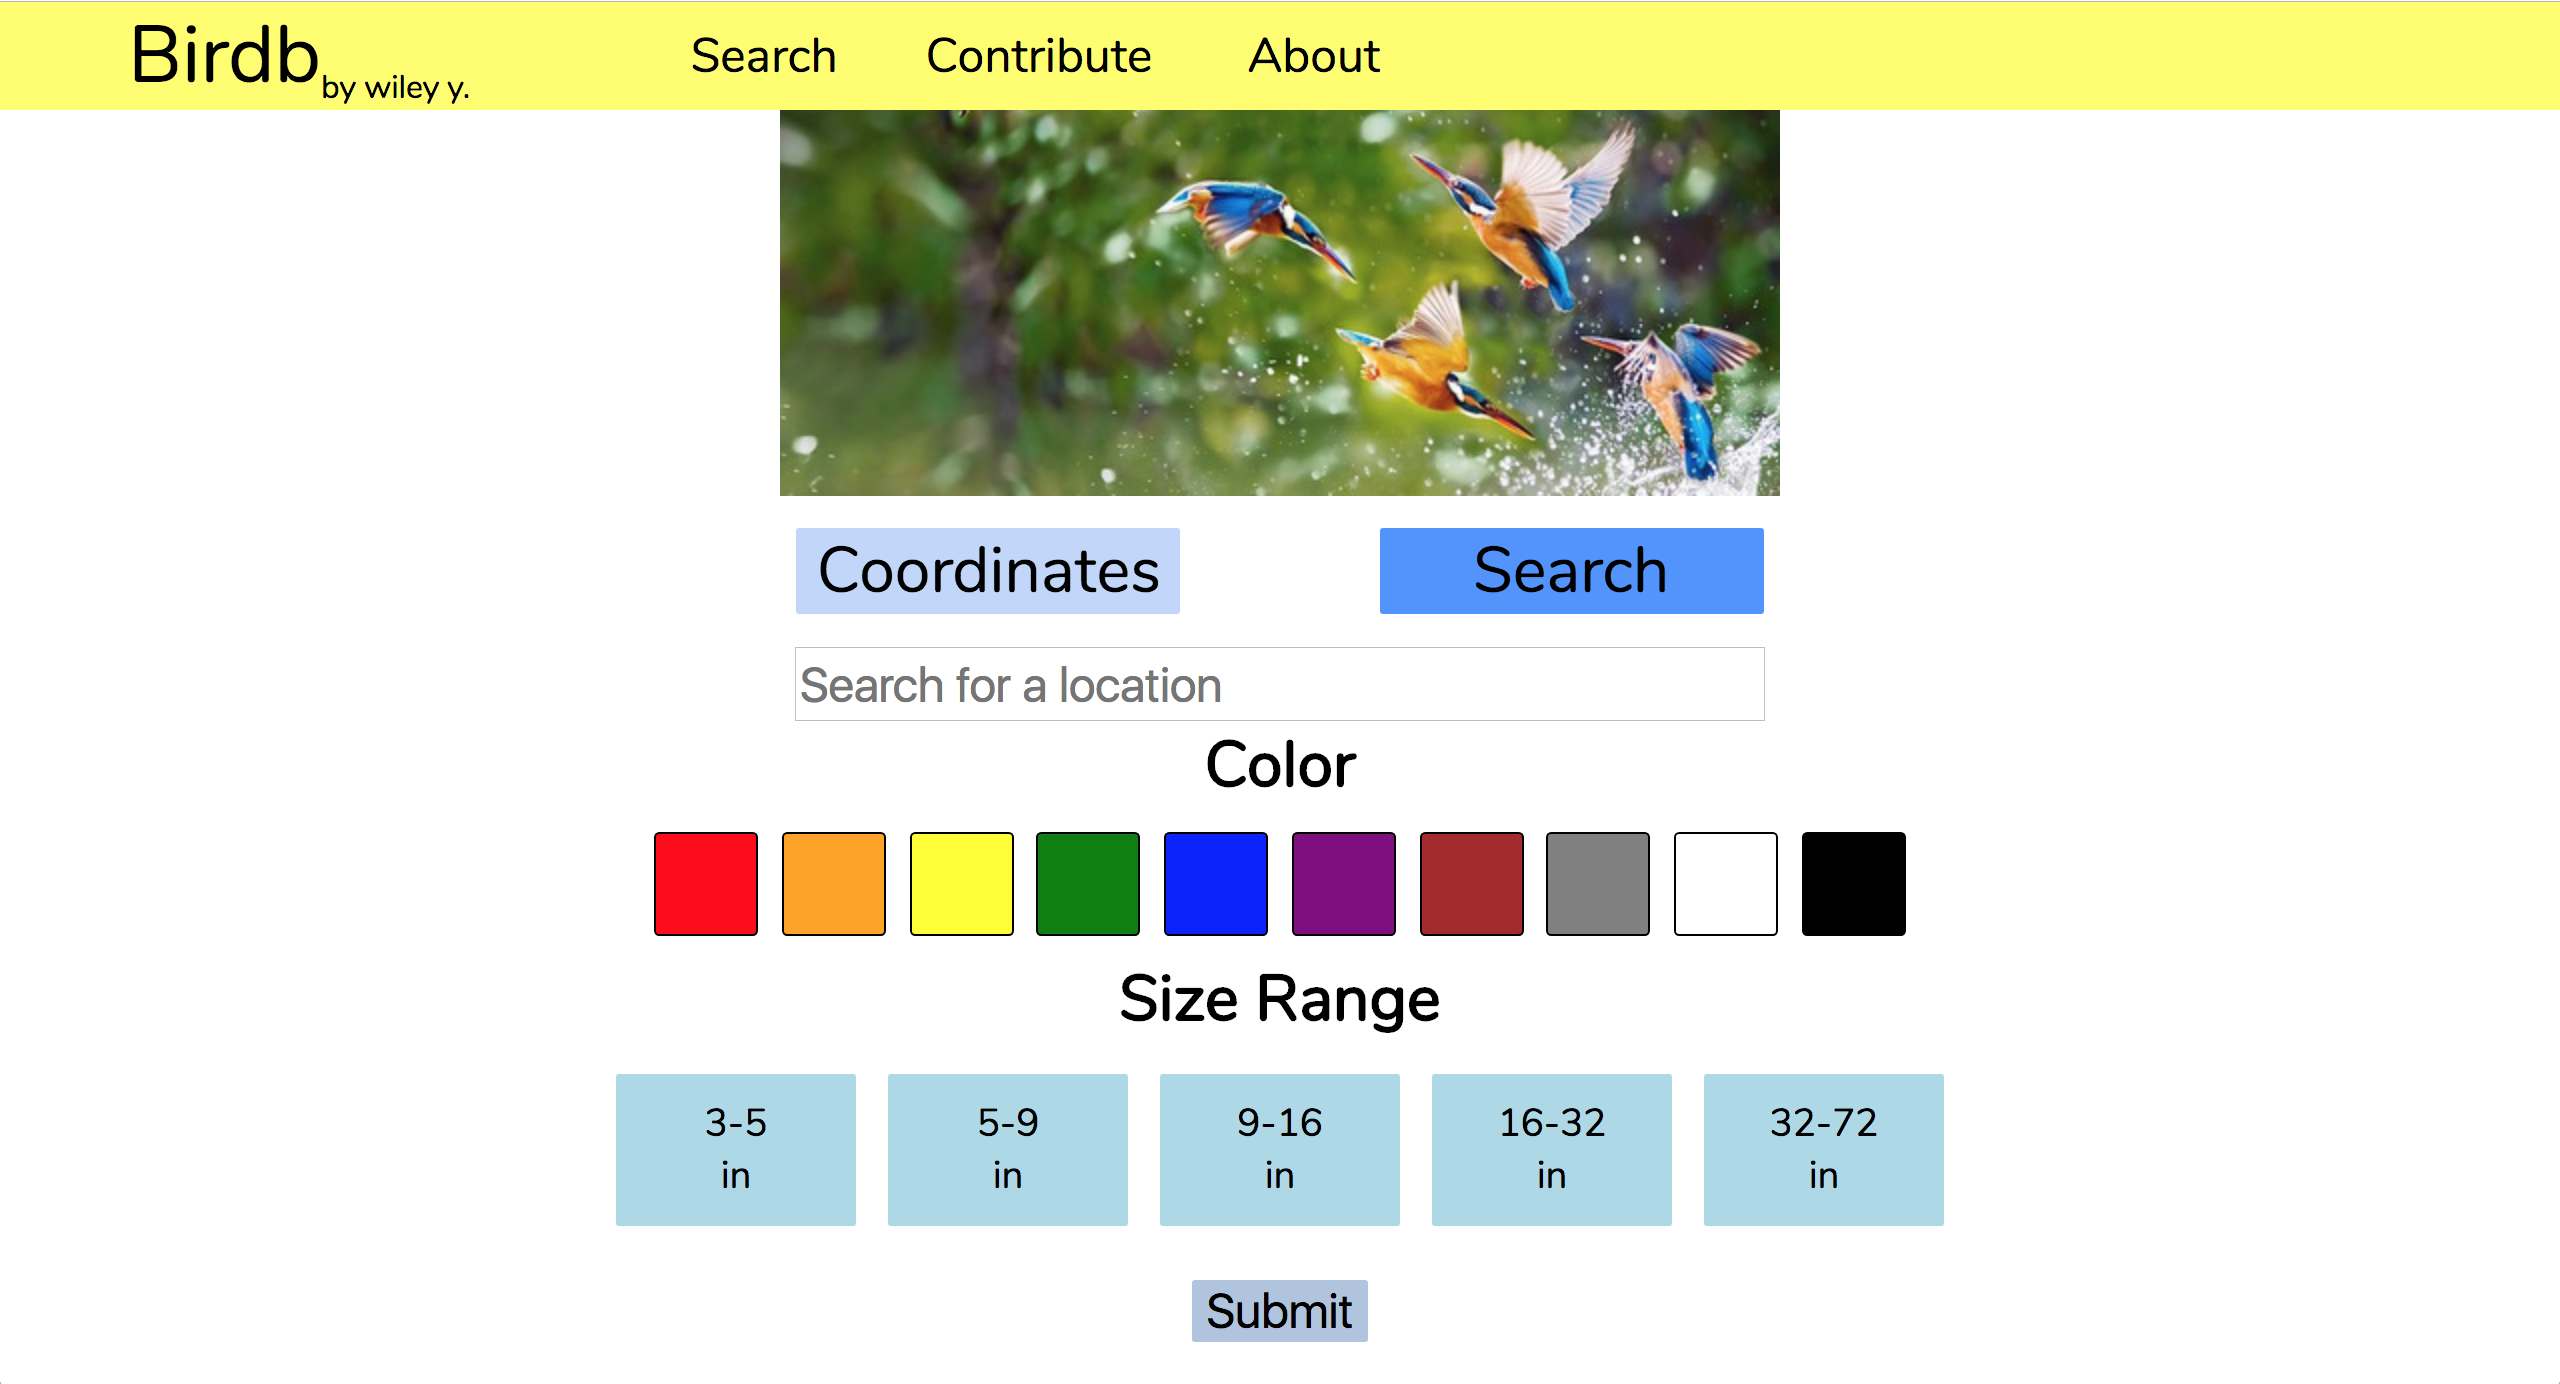 Birdb by wiley y. Search Contribute About
Coordinates Search
Search for a location
Color
Size Range
3-5 in
5-9 in
9-16 in
16-32 in
32-72 in
Submit